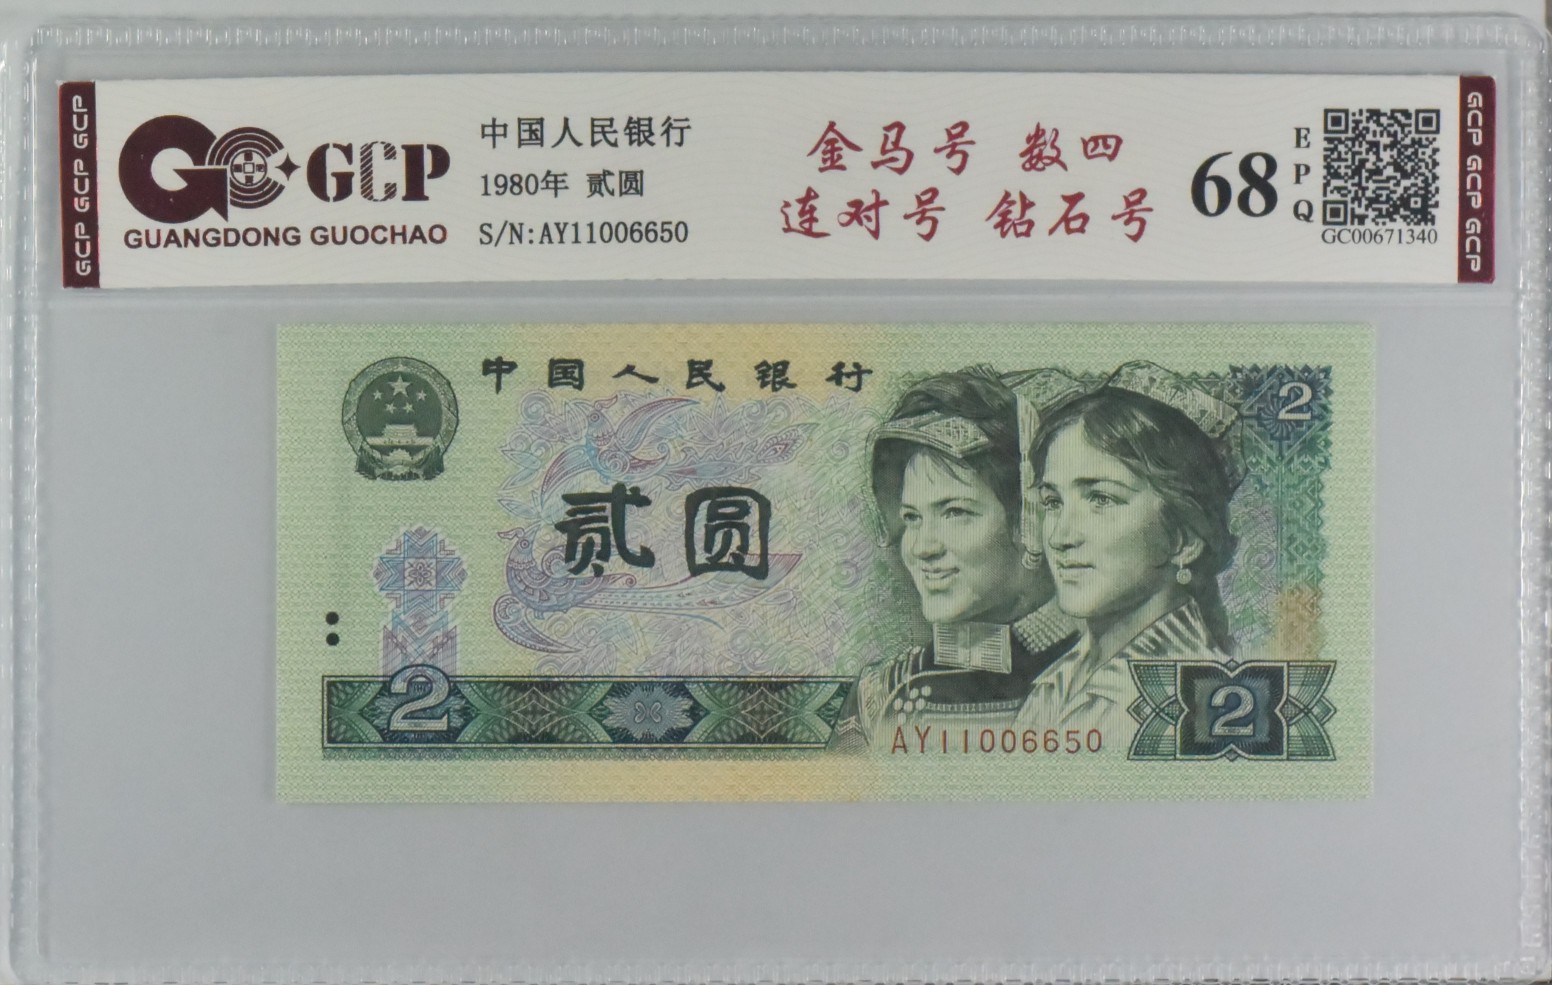 GCP GCP GCP
GCP
GUANGDONG GUOCHAO
中国人民银行
1980年 贰圆
S/N:AY11006650
金马号 数四
连对号 钻石号
68
EPQ
GC00671340
GCP GCP GCP
中国人民银行
2
贰圆
2
AY11006650
2